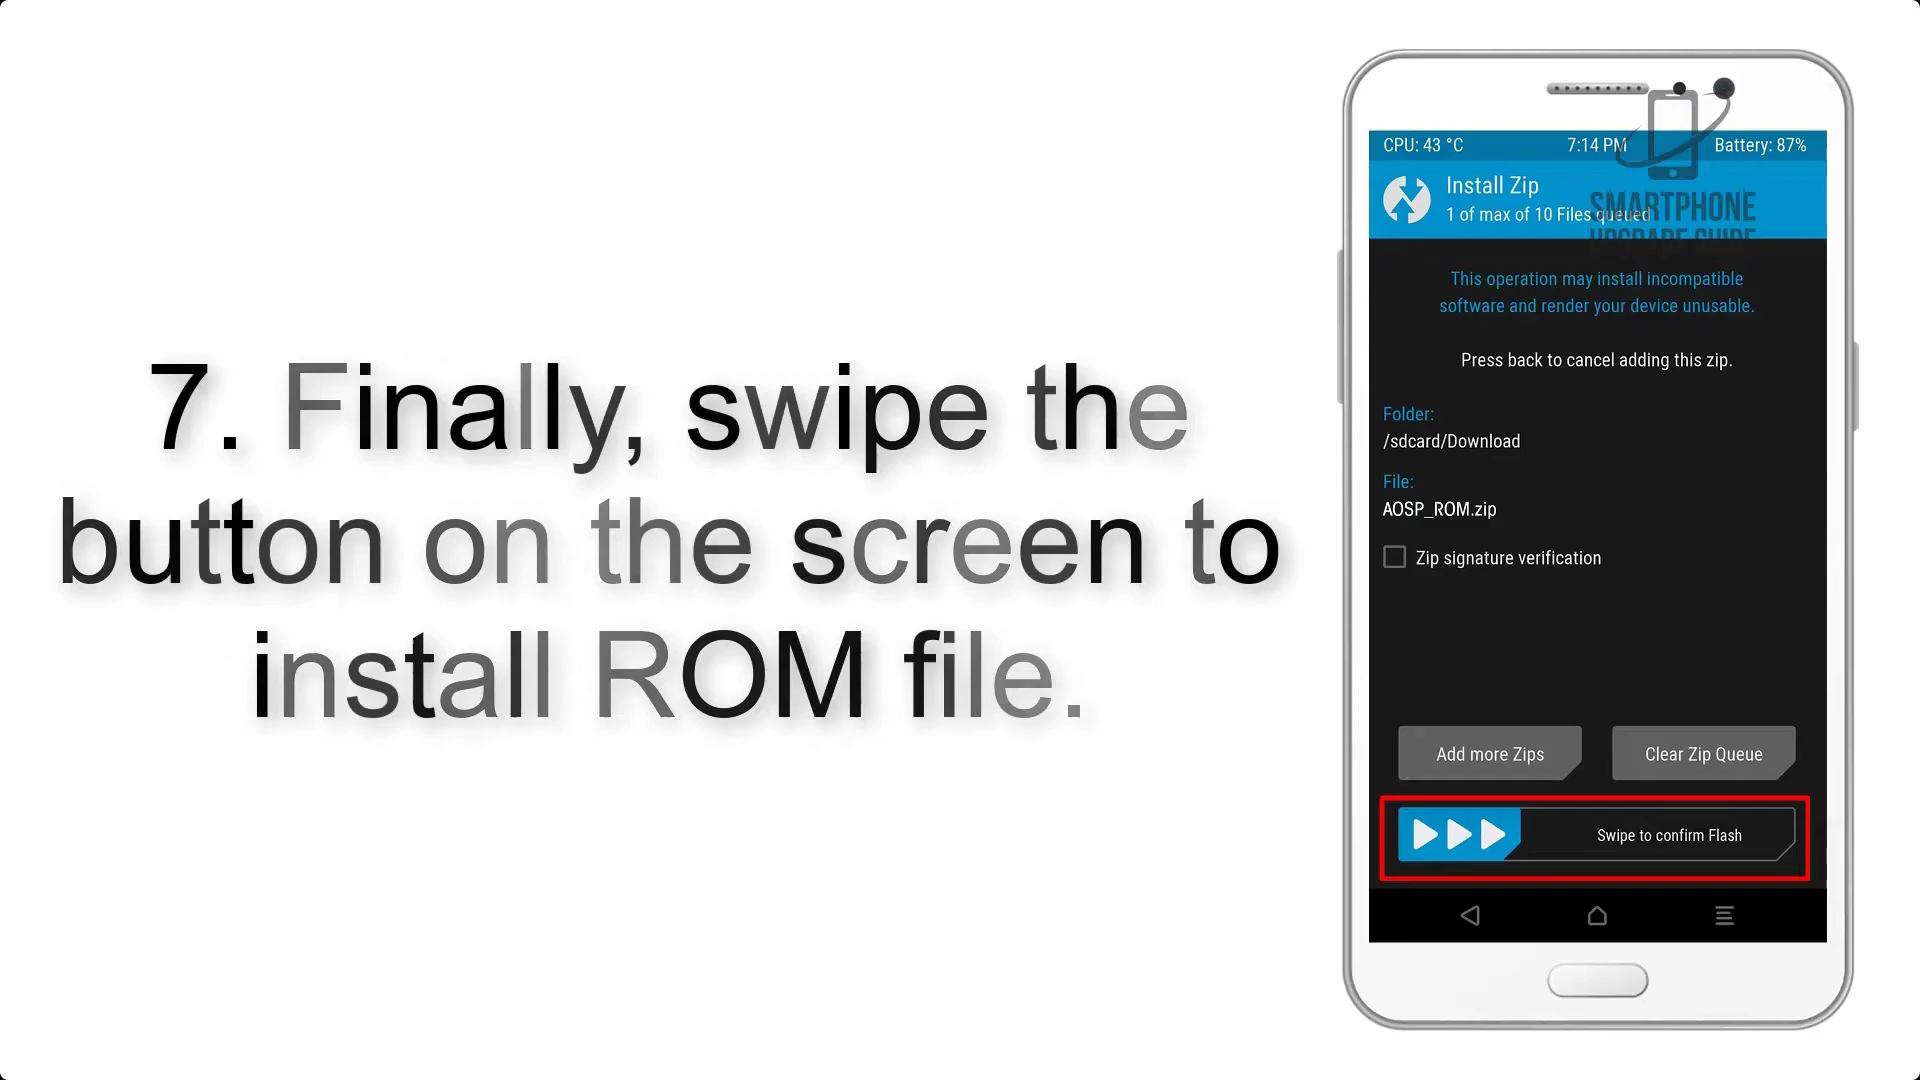 7. Finally, swipe the
button on the screen to
install ROM file.
CPU: 43 °C 7:14 PM Battery: 87%
Install Zip
1 of max of 10 Files queued
SMARTPHONE
UPGRADE GUIDE
This operation may install incompatible
software and render your device unusable.
Press back to cancel adding this zip.
Folder:
/sdcard/Download
File:
AOSP_ROM.zip
Zip signature verification
Add more Zips Clear Zip Queue
Swipe to confirm Flash